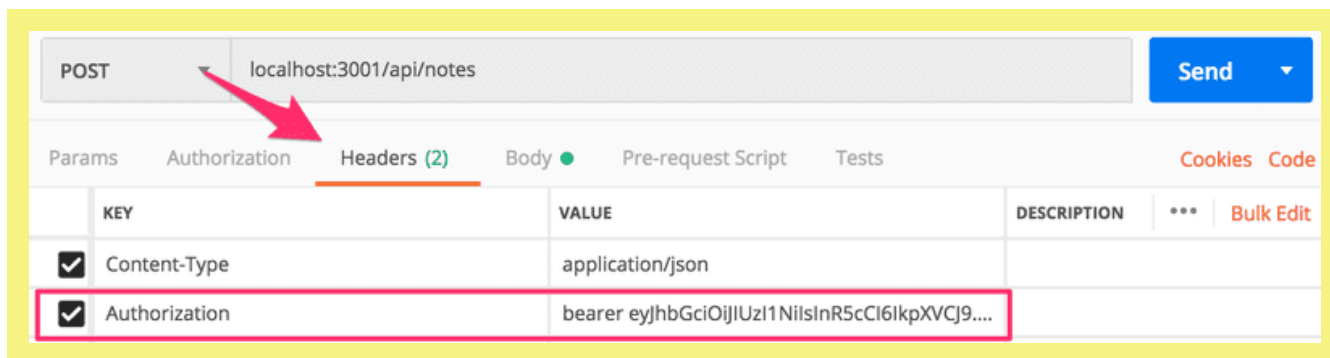 POST localhost:3001/api/notes Send
Params Authorization Headers (2) Body Pre-request Script Tests Cookies Code
KEY VALUE DESCRIPTION ••• Bulk Edit
Content-Type application/json
Authorization bearer eyJhbGciOiJIUzI1NiIsInR5cCI6IkpXVCJ9....